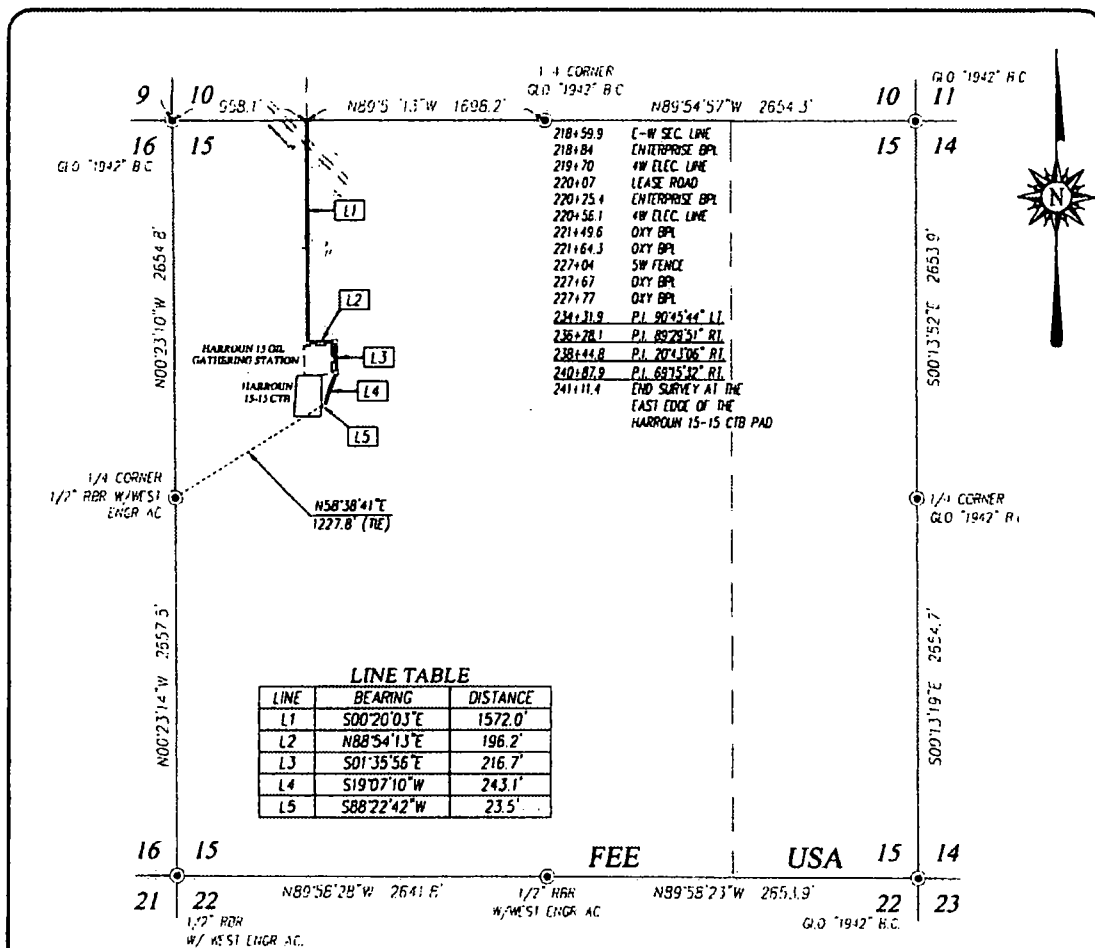 1/4 CORNER
GLO "1942" B.C.
GLO "1942" B.C.
9 10
N89°54'57"W 2654.3'
1696.2'
10 11
16 15
GLO "1942" B.C.
15 14
218+59.9 E-W SEC. LINE
218+84 ENTERPRISE BPL
219+70 4W ELEC. LINE
220+07 LEASE ROAD
220+25.4 ENTERPRISE BPL
220+56.1 4W ELEC. LINE
221+49.6 OXY BPL
221+64.3 OXY BPL
227+04 5W FENCE
227+67 OXY BPL
227+77 OXY BPL
234+31.9 P.I. 90°45'44" LT.
236+28.1 P.I. 89°29'51" RT.
238+44.8 P.I. 20°43'06" RT.
240+87.9 P.I. 69°15'32" RT.
241+11.4 END SURVEY AT THE
EAST EDGE OF THE
HARROUN 15-15 CTB PAD
N
L1
N00°23'10"W 2654.8'
S00°13'52"E 2653.9'
L2
HARROUN 15 OIL
GATHERING STATION
L3
HARROUN
15-15 CTB
L4
L5
1/4 CORNER
1/2" RBR W/WEST
ENGR AC
N58°38'41"E
1227.8' (TIE)
1/4 CORNER
GLO "1942"
N00°23'14"W 2657.5'
S00°13'19"E 2654.7'
LINE TABLE
LINE BEARING DISTANCE
L1 S00°20'03"E 1572.0'
L2 N88°54'13"E 196.2'
L3 S01°35'56"E 216.7'
L4 S19°07'10"W 243.1'
L5 S88°22'42"W 23.5'
16 15
FEE USA
15 14
21 22
N89°58'28"W 2641.6'
1/2" RBR
W/WEST ENGR AC
N89°58'23"W
22 23
1/2" RBR
W/ WEST ENGR AC.
GLO "1942" B.C.